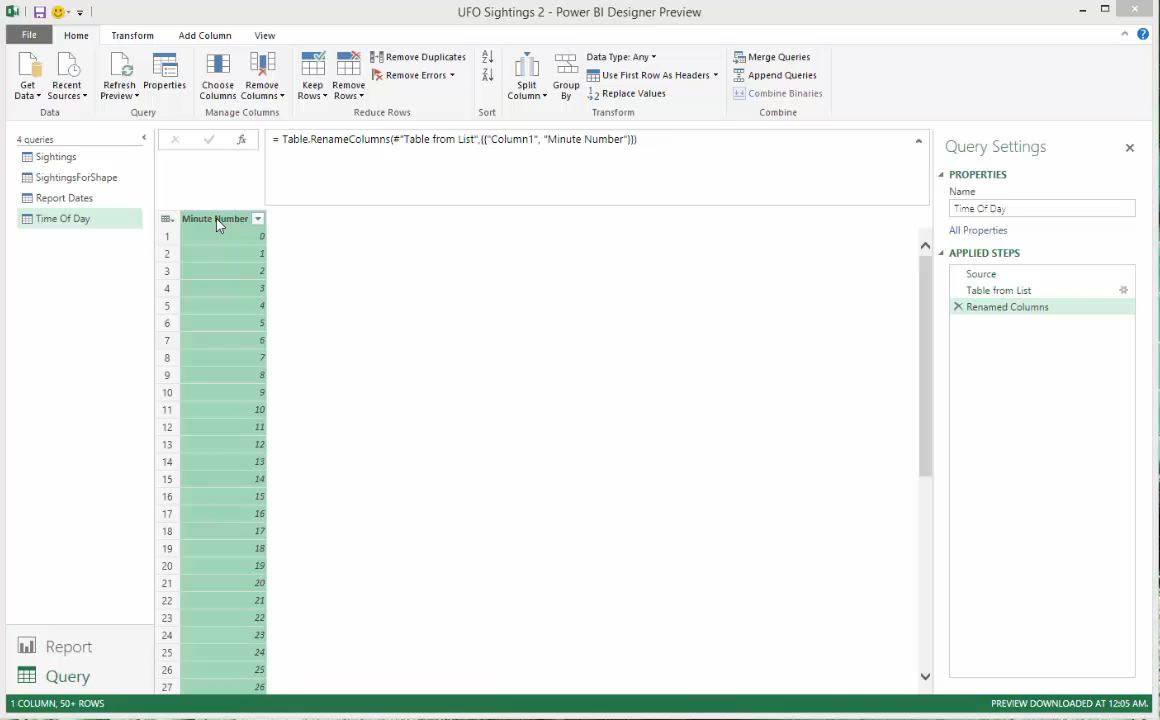 UFO Sightings 2 - Power BI Designer Preview
File Home Transform Add Column View
Get Data
Recent Sources
Refresh Preview
Properties
Choose Columns
Remove Columns
Keep Rows
Remove Rows
Remove Duplicates
Remove Errors
Split Column
Group By
Data Type: Any
Use First Row As Headers
Replace Values
Merge Queries
Append Queries
Combine Binaries
Data Query Manage Columns Reduce Rows Sort Transform Combine
4 queries
Sightings
SightingsForShape
Report Dates
Time Of Day
fx
= Table.RenameColumns(#"Table from List",{{"Column1", "Minute Number"}})
Minute Number
1 0
2 1
3 2
4 3
5 4
6 5
7 6
8 7
9 8
10 9
11 10
12 11
13 12
14 13
15 14
16 15
17 16
18 17
19 18
20 19
21 20
22 21
23 22
24 23
25 24
26 25
27 26
Query Settings
PROPERTIES
Name
Time Of Day
All Properties
APPLIED STEPS
Source
Table from List
Renamed Columns
Report
Query
1 COLUMN, 50+ ROWS
PREVIEW DOWNLOADED AT 12:05 AM.